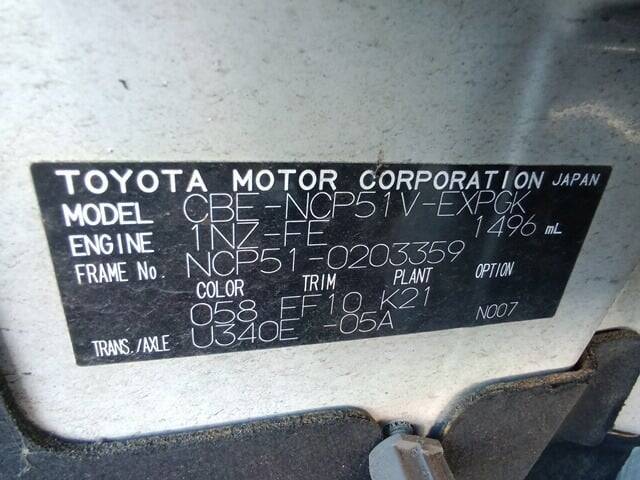 TOYOTA MOTOR CORPORATION JAPAN
MODEL CBE-NCP51V-EXPGK
ENGINE 1NZ-FE 1496 mL
FRAME No. NCP51-0203359
COLOR TRIM PLANT OPTION
058 EF10 K21 N007
TRANS./AXLE U340E -05A